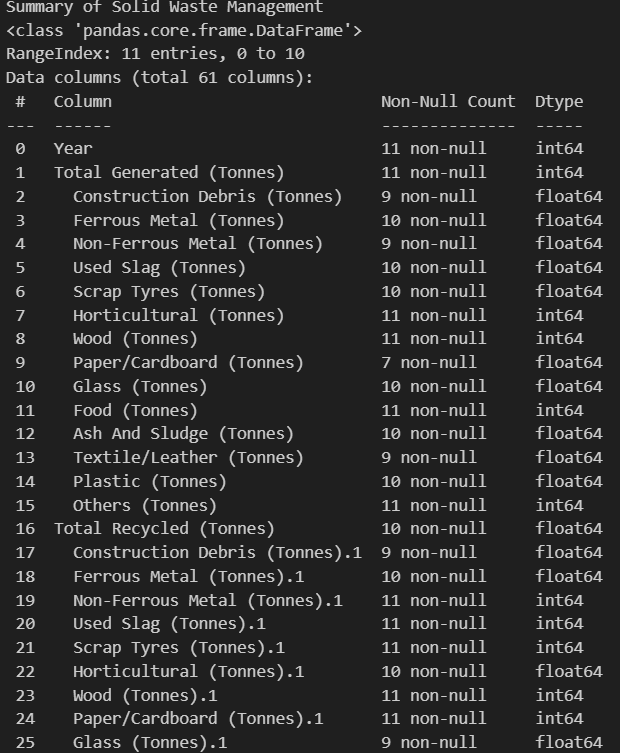 Summary of Solid Waste Management
<class 'pandas.core.frame.DataFrame'>
RangeIndex: 11 entries, 0 to 10
Data columns (total 61 columns):
 #   Column                            Non-Null Count  Dtype
---  ------                            --------------  -----
 0   Year                              11 non-null     int64
 1   Total Generated (Tonnes)          11 non-null     int64
 2     Construction Debris (Tonnes)    9 non-null      float64
 3     Ferrous Metal (Tonnes)          10 non-null     float64
 4     Non-Ferrous Metal (Tonnes)      9 non-null      float64
 5     Used Slag (Tonnes)              10 non-null     float64
 6     Scrap Tyres (Tonnes)            10 non-null     float64
 7     Horticultural (Tonnes)          11 non-null     int64
 8     Wood (Tonnes)                   11 non-null     int64
 9     Paper/Cardboard (Tonnes)        7 non-null      float64
 10    Glass (Tonnes)                  10 non-null     float64
 11    Food (Tonnes)                   11 non-null     int64
 12    Ash And Sludge (Tonnes)         10 non-null     float64
 13    Textile/Leather (Tonnes)        9 non-null      float64
 14    Plastic (Tonnes)                10 non-null     float64
 15    Others (Tonnes)                 11 non-null     int64
 16  Total Recycled (Tonnes)           10 non-null     float64
 17    Construction Debris (Tonnes).1  9 non-null      float64
 18    Ferrous Metal (Tonnes).1        10 non-null     float64
 19    Non-Ferrous Metal (Tonnes).1    11 non-null     int64
 20    Used Slag (Tonnes).1            11 non-null     int64
 21    Scrap Tyres (Tonnes).1          11 non-null     int64
 22    Horticultural (Tonnes).1        10 non-null     float64
 23    Wood (Tonnes).1                 11 non-null     int64
 24    Paper/Cardboard (Tonnes).1      11 non-null     int64
 25    Glass (Tonnes).1                9 non-null      float64